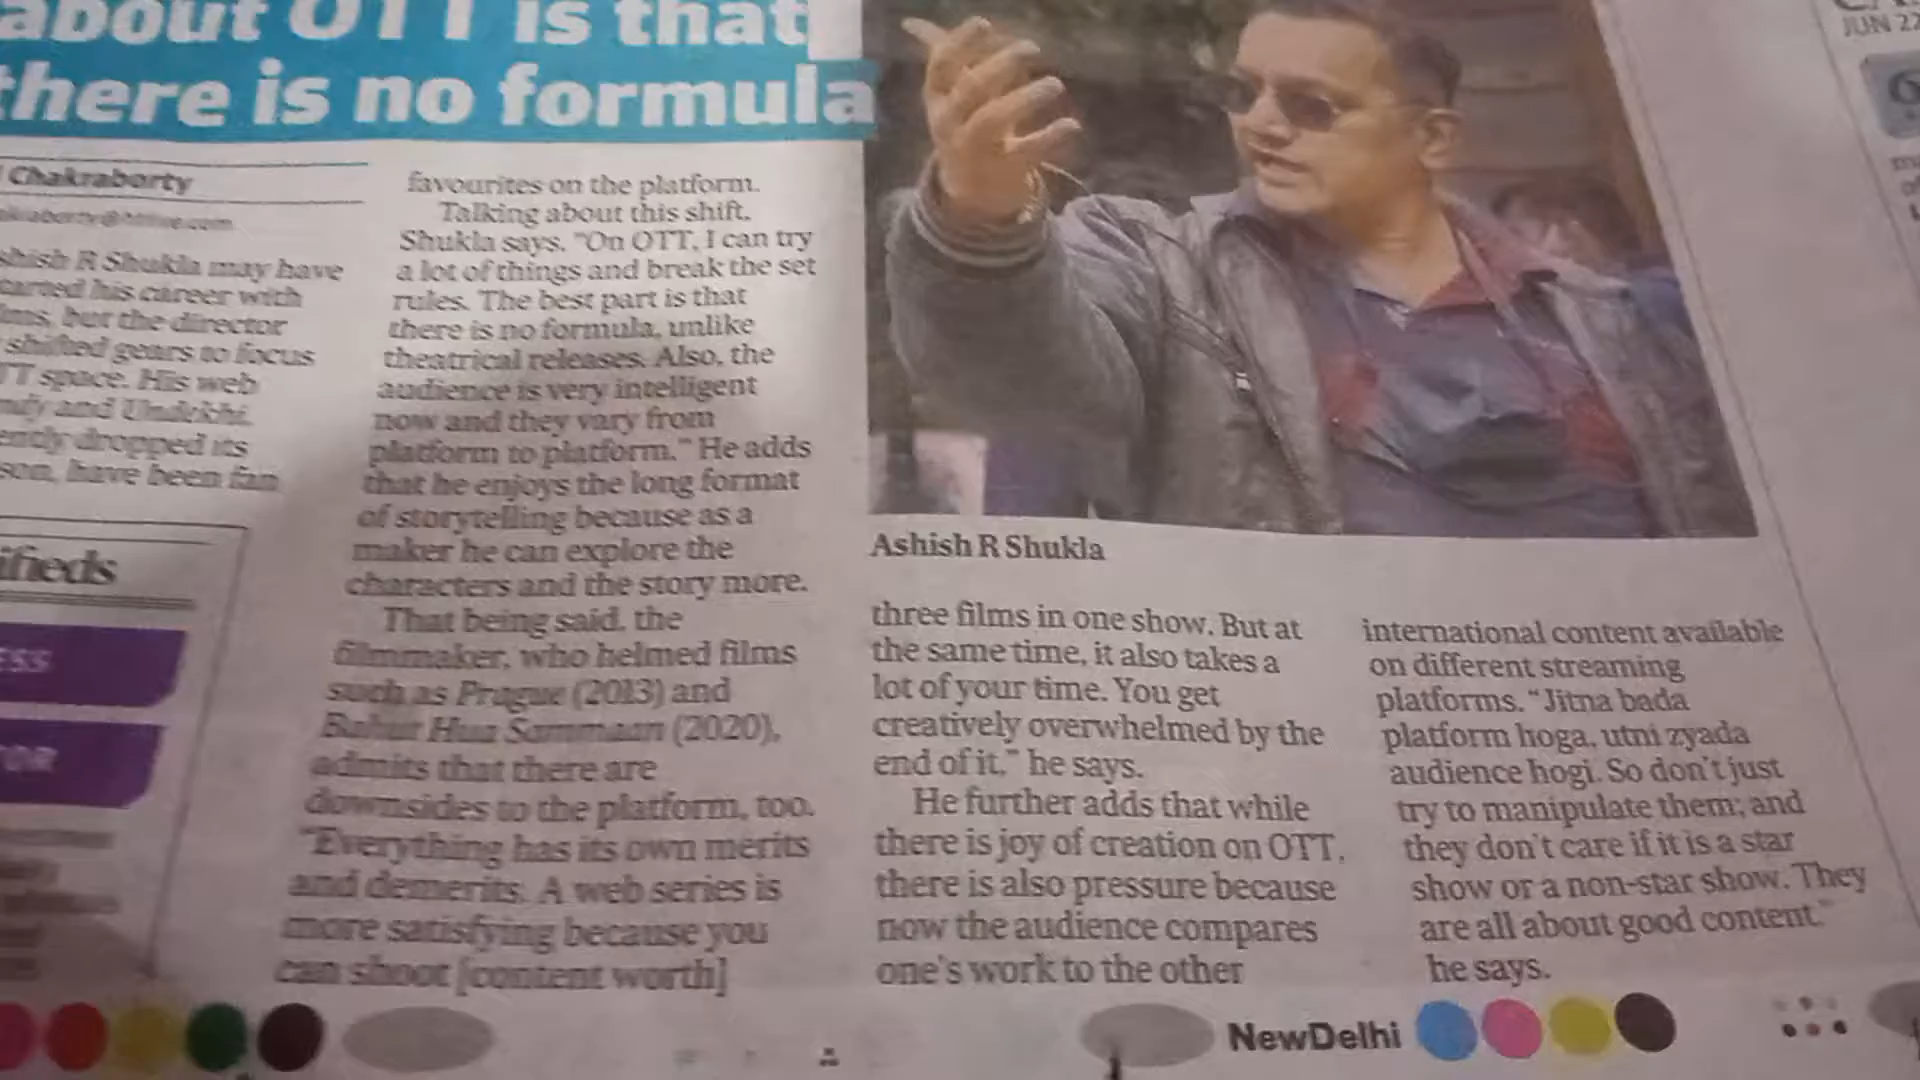 about OTT is that
there is no formula
Chakraborty
shish R Shukla may have
tarted his career with
lms, but the director
shifted gears to focus
TT space. His web
ndy and Undekhi,
ently dropped its
son, have been fan
favourites on the platform.
Talking about this shift,
Shukla says, "On OTT, I can try
a lot of things and break the set
rules. The best part is that
there is no formula, unlike
theatrical releases. Also, the
audience is very intelligent
now and they vary from
platform to platform." He adds
that he enjoys the long format
of storytelling because as a
maker he can explore the
characters and the story more.
That being said, the
filmmaker, who helmed films
such as Prague (2013) and
Bahut Hua Sammaan (2020),
admits that there are
downsides to the platform, too.
"Everything has its own merits
and demerits. A web series is
more satisfying because you
can shoot [content worth]
Ashish R Shukla
three films in one show. But at
the same time, it also takes a
lot of your time. You get
creatively overwhelmed by the
end of it," he says.
He further adds that while
there is joy of creation on OTT,
there is also pressure because
now the audience compares
one's work to the other
international content available
on different streaming
platforms. "Jitna bada
platform hoga, utni zyada
audience hogi. So don't just
try to manipulate them; and
they don't care if it is a star
show or a non-star show. They
are all about good content,"
he says.
ifieds
ESS
OR
NewDelhi
JUN 22